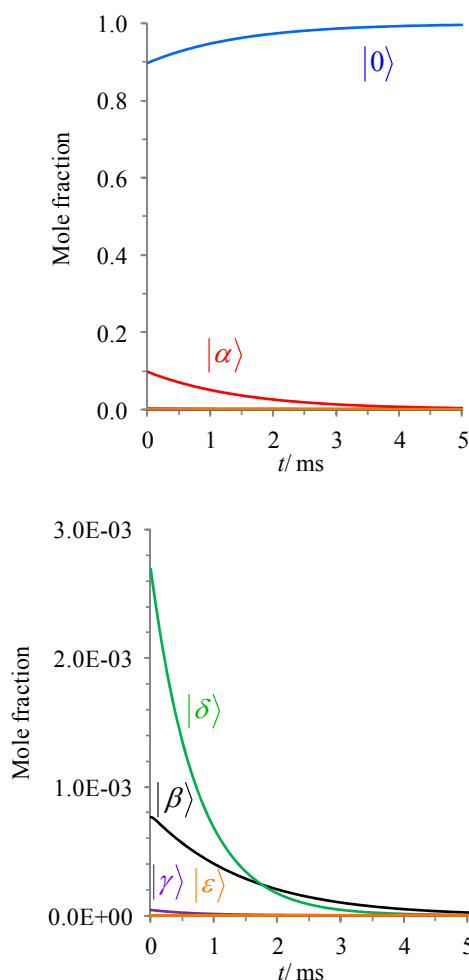 1.0
|0⟩
0.8
Mole fraction
0.6
0.4
|α⟩
0.2
0.0
0 1 2 3 4 5
t/ ms
3.0E-03
2.0E-03
Mole fraction
|δ⟩
1.0E-03
|β⟩
|γ⟩ |ε⟩
0.0E+00
0 1 2 3 4 5
t/ ms